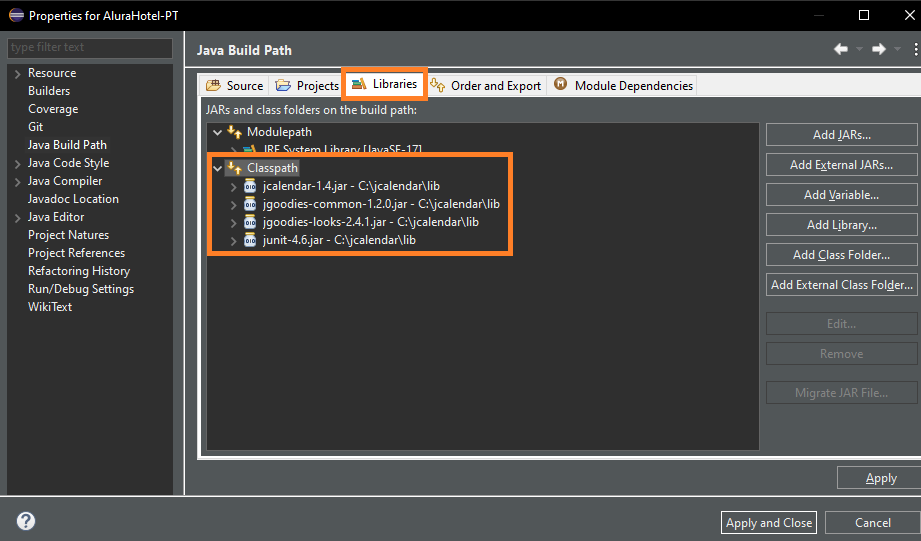 Properties for AluraHotel-PT
type filter text
Resource
Builders
Coverage
Git
Java Build Path
Java Code Style
Java Compiler
Javadoc Location
Java Editor
Project Natures
Project References
Refactoring History
Run/Debug Settings
WikiText
Java Build Path
Source Projects Libraries Order and Export Module Dependencies
JARs and class folders on the build path:
Modulepath
JRE System Library [JavaSE-17]
Classpath
jcalendar-1.4.jar - C:\jcalendar\lib
jgoodies-common-1.2.0.jar - C:\jcalendar\lib
jgoodies-looks-2.4.1.jar - C:\jcalendar\lib
junit-4.6.jar - C:\jcalendar\lib
Add JARs...
Add External JARs...
Add Variable...
Add Library...
Add Class Folder...
Add External Class Folder...
Edit...
Remove
Migrate JAR File...
Apply
Apply and Close
Cancel